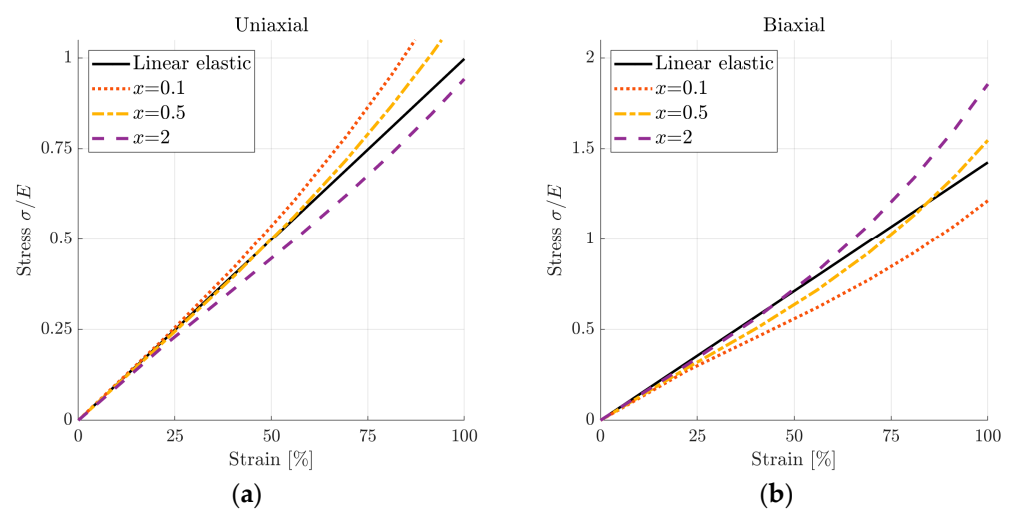 Uniaxial
1
0.75
0.5
0.25
0
0
25
50
75
100
Stress σ/E
Strain [%]
Linear elastic
x=0.1
x=0.5
x=2
(a)
Biaxial
2
1.5
1
0.5
0
0
25
50
75
100
Stress σ/E
Strain [%]
Linear elastic
x=0.1
x=0.5
x=2
(b)